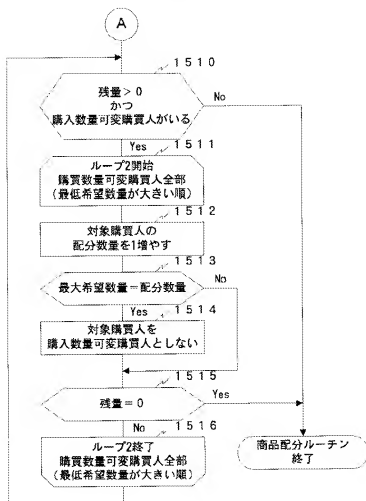 A
1510
残量＞0
かつ
購入数量可変購買人がいる
No
Yes
1511
ループ2開始
購買数量可変購買人全部
（最低希望数量が大きい順）
1512
対象購買人の
配分数量を1増やす
1513
最大希望数量＝配分数量
No
Yes
1514
対象購買人を
購入数量可変購買人としない
1515
残量＝0
Yes
No
1516
ループ2終了
購買数量可変購買人全部
（最低希望数量が大きい順）
商品配分ルーチン
終了